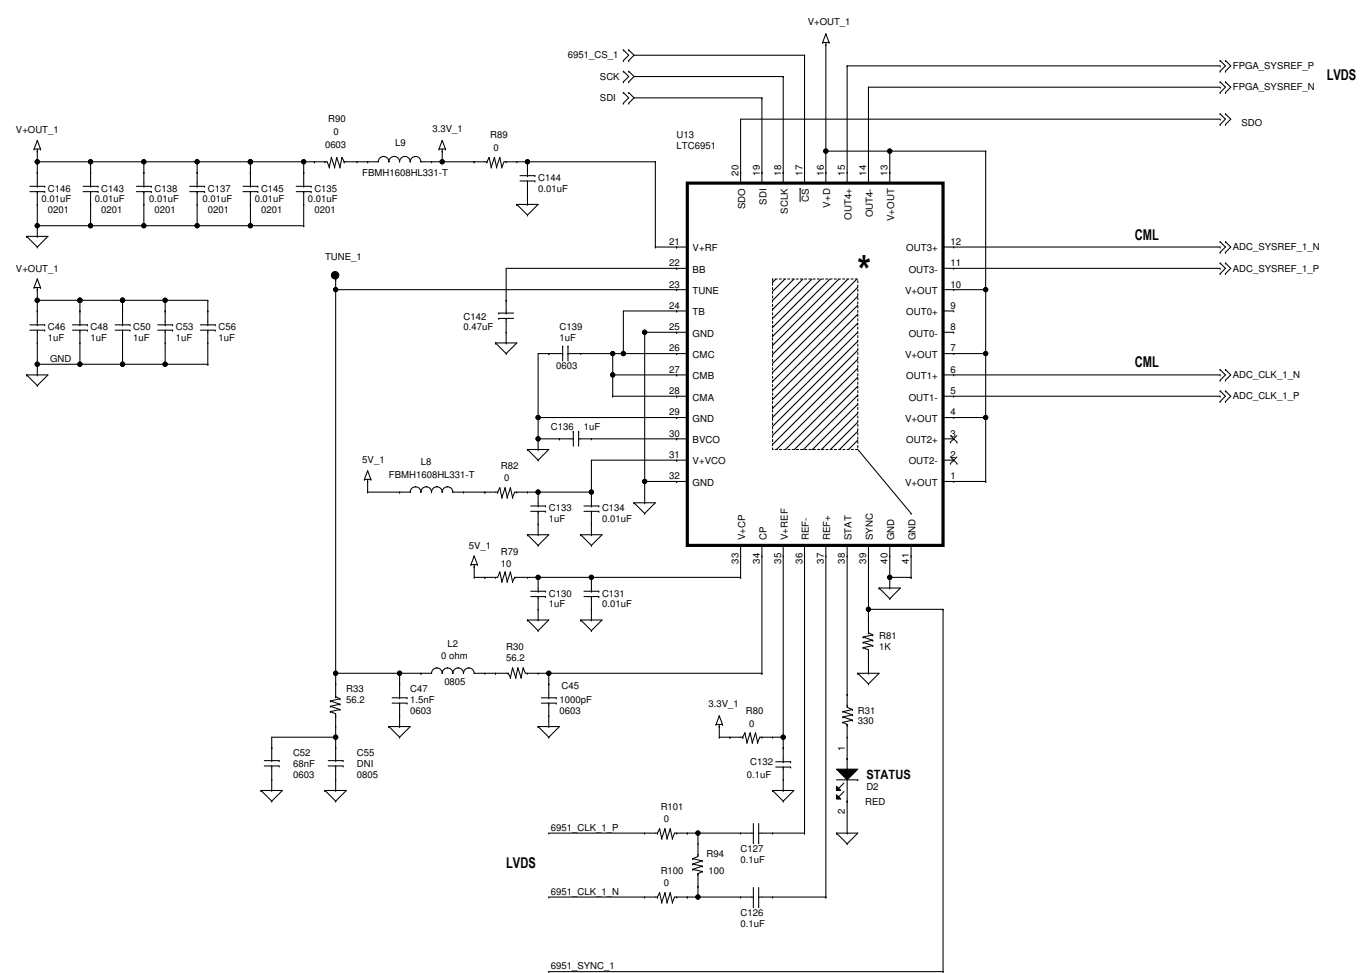 V+OUT_1
6951_CS_1
SCK
SDI
FPGA_SYSREF_P
LVDS
FPGA_SYSREF_N
SDO
V+OUT_1
R90
0
0603
L9
FBMH1608HL331-T
3.3V_1
R89
0
C144
0.01uF
C146
0.01uF
0201
C143
0.01uF
0201
C138
0.01uF
0201
C137
0.01uF
0201
C145
0.01uF
0201
C135
0.01uF
0201
U13
LTC6951
20
19
18
17
16
15
14
13
SDO
SDI
SCLK
CS
V+D
OUT4+
OUT4-
V+OUT
*
21 V+RF
22 BB
23 TUNE
24 TB
25 GND
26 CMC
27 CMB
28 CMA
29 GND
30 BVCO
31 V+VCO
32 GND
OUT3+ 12
OUT3- 11
V+OUT 10
OUT0+ 9
OUT0- 8
V+OUT 7
OUT1+ 6
OUT1- 5
V+OUT 4
OUT2+ 3
OUT2- 2
V+OUT 1
CML
ADC_SYSREF_1_N
ADC_SYSREF_1_P
CML
ADC_CLK_1_N
ADC_CLK_1_P
TUNE_1
V+OUT_1
C46
1uF
C48
1uF
C50
1uF
C53
1uF
C56
1uF
GND
C142
0.47uF
C139
1uF
0603
C136 1uF
5V_1
L8
FBMH1608HL331-T
R82
0
C133
1uF
C134
0.01uF
V+CP
CP
V+REF
REF-
REF+
STAT
SYNC
GND
GND
33
34
35
36
37
38
39
40
41
5V_1
R79
10
C130
1uF
C131
0.01uF
R81
1K
L2
0 ohm
0805
R30
56.2
R33
56.2
C47
1.5nF
0603
C45
1000pF
0603
3.3V_1
R80
0
R31
330
C52
68nF
0603
C55
DNI
0805
C132
0.1uF
1
STATUS
D2
RED
2
6951_CLK_1_P
R101
0
C127
0.1uF
LVDS
R94
100
6951_CLK_1_N
R100
0
C126
0.1uF
6951_SYNC_1